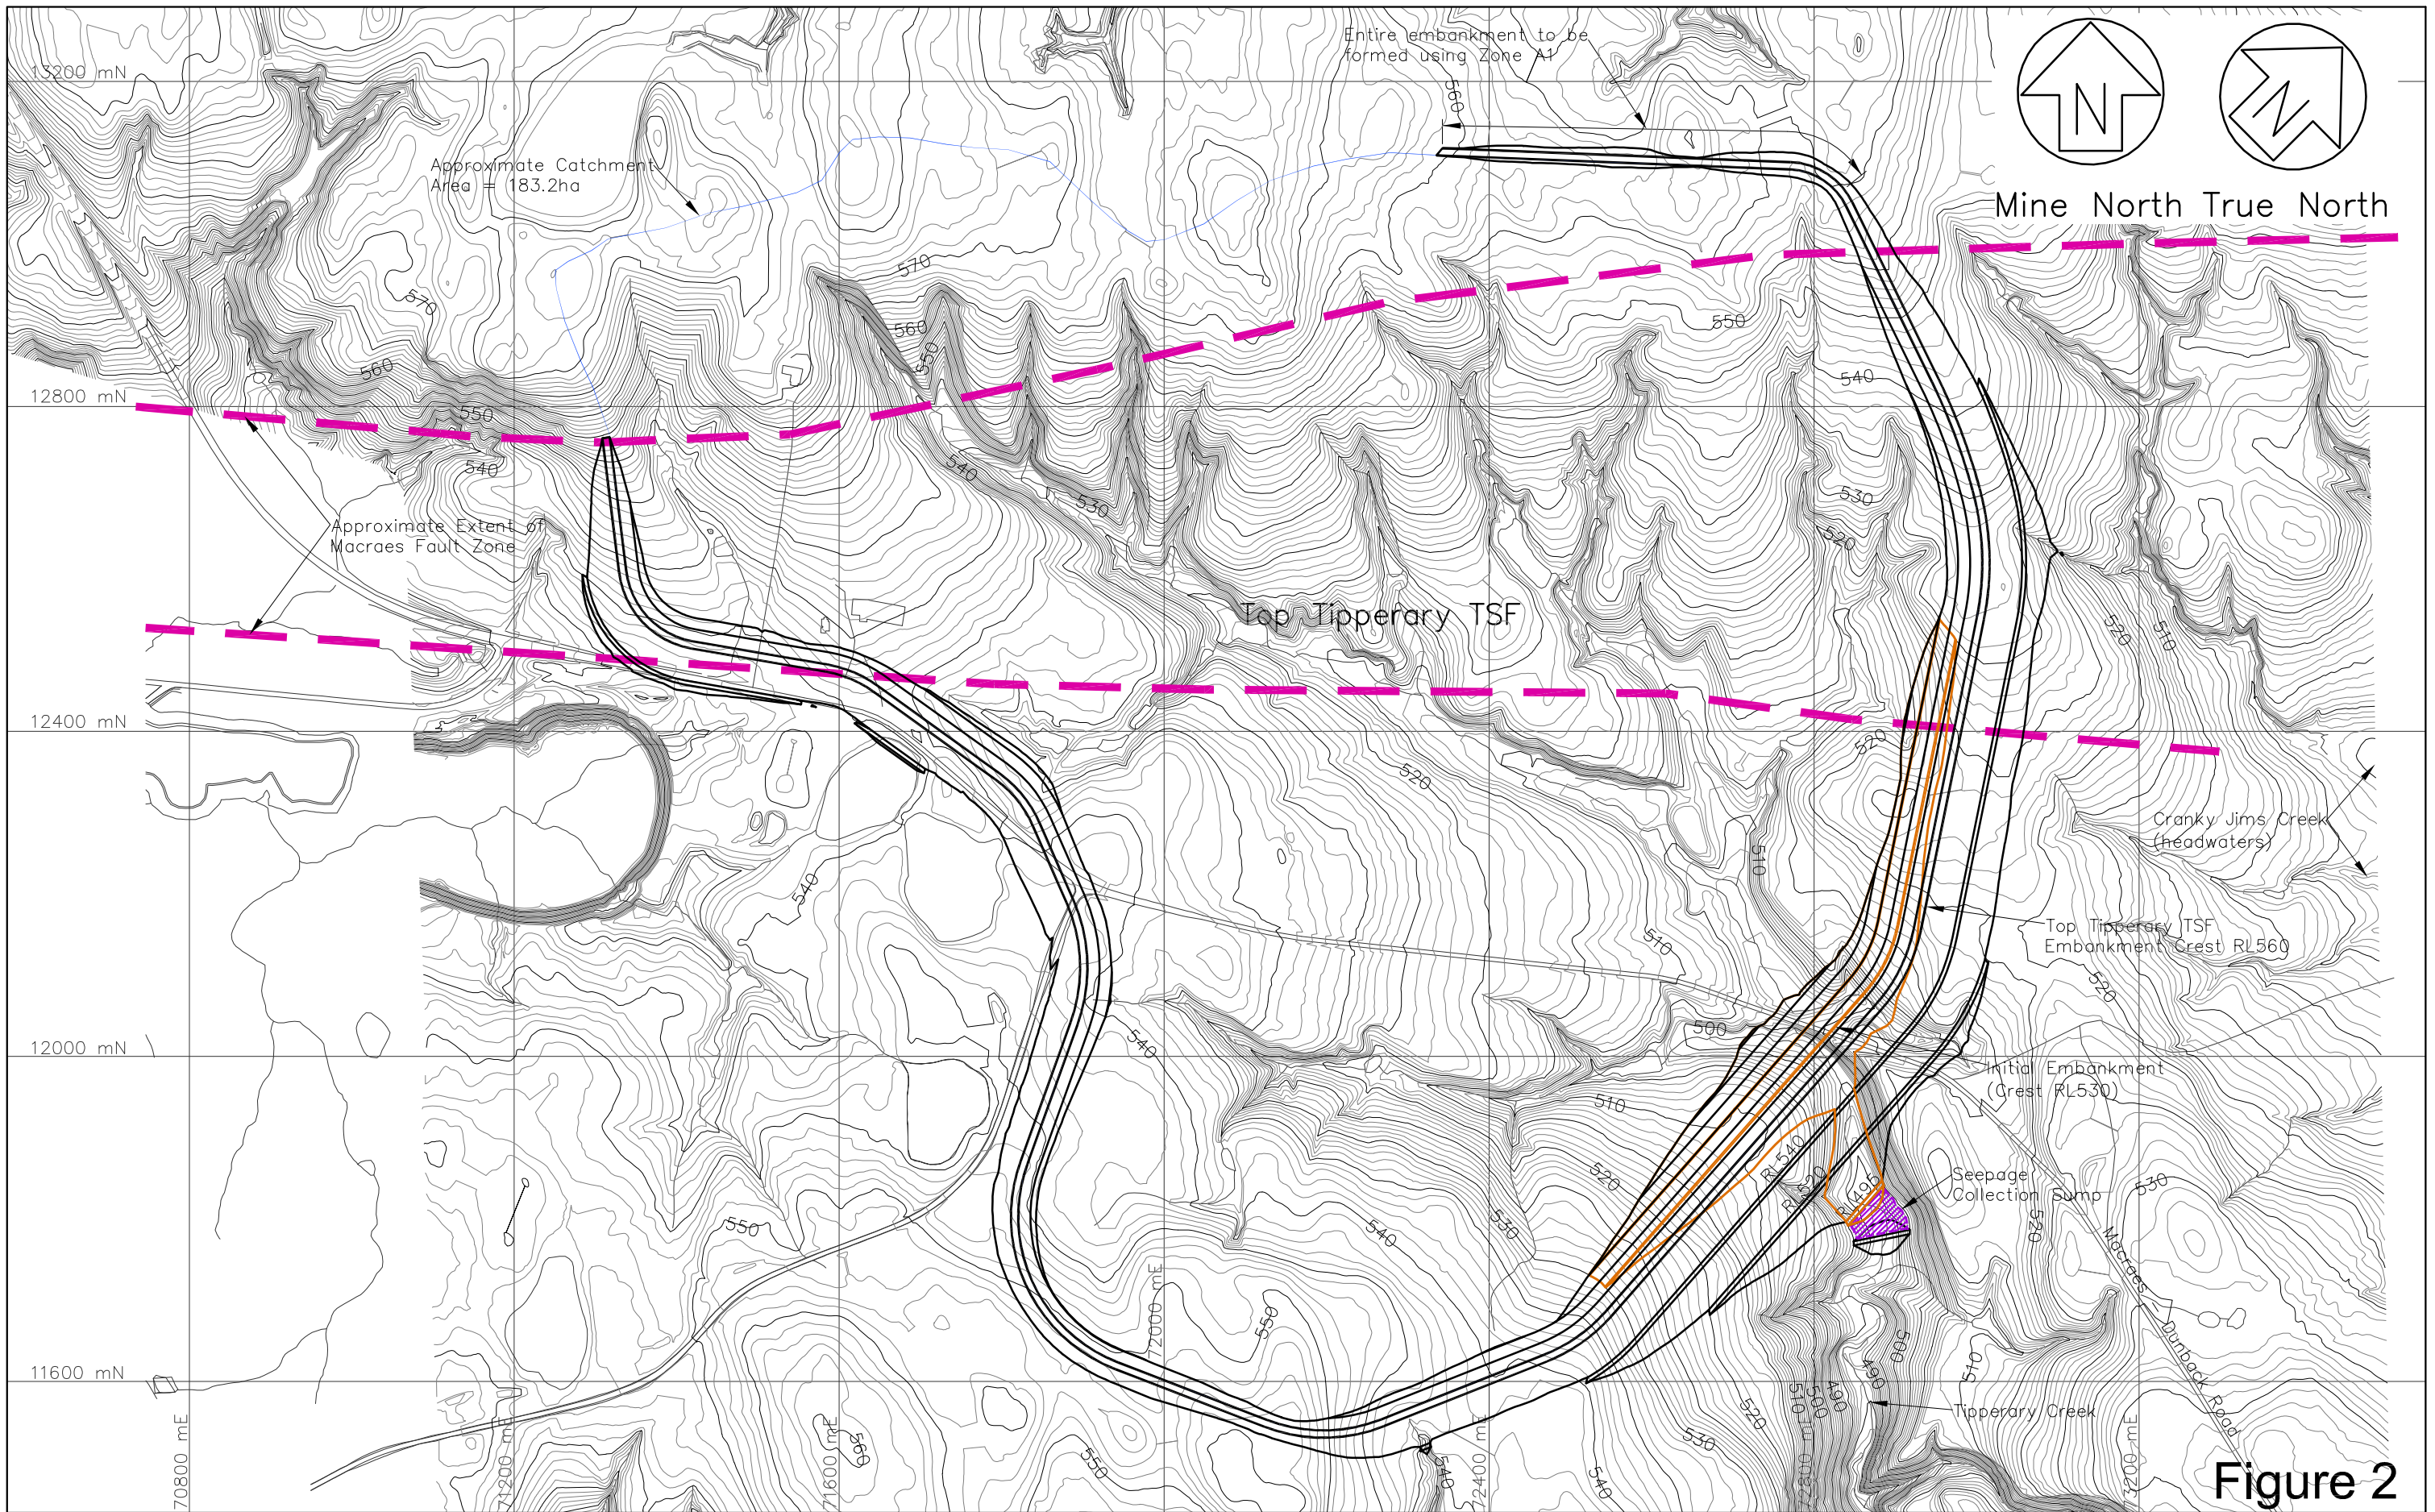 Entire embankment to be
formed using Zone A1
13200 mN
560
Approximate Catchment
Area = 183.2ha
N
N
Mine North
True North
570
570
560
550
560
550
550
540
12800 mN
540
540
530
530
520
Approximate Extent of
Macraes Fault Zone
Top Tipperary TSF
520
510
12400 mN
520
520
510
Cranky Jims Creek
(headwaters)
540
510
Top Tipperary TSF
Embankment Crest RL560
520
500
12000 mN
540
Initial Embankment
(Crest RL530)
510
RL540
520
Seepage
Collection Sump
530
550
530
540
520
Macraes - Dunback Road
72000 mE
550
500
490
510
11600 mN
510
500
490
520
Tipperary Creek
560
550
530
540
540
70800 mE
71200 mE
71600 mE
72400 mE
73200 mE
Figure 2